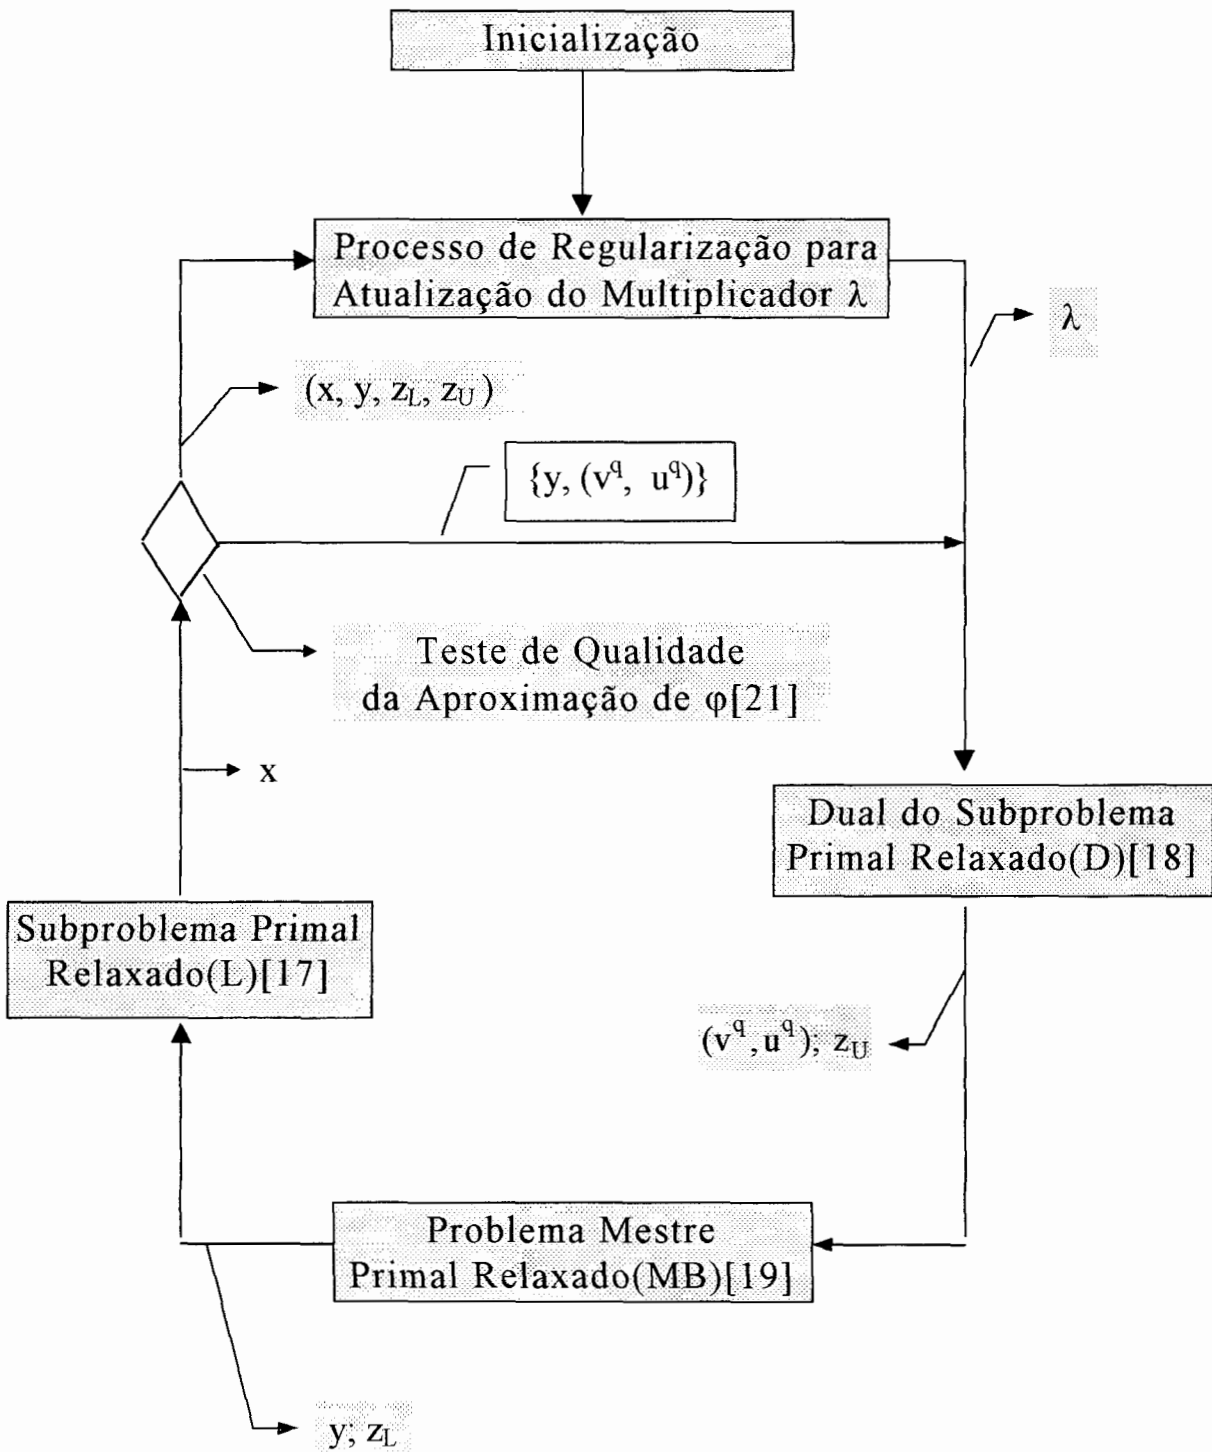 Inicialização
Processo de Regularização para
Atualização do Multiplicador λ
λ
(x, y, z_L, z_U)
{y, (v^q, u^q)}
Teste de Qualidade
da Aproximação de φ[21]
x
Dual do Subproblema
Primal Relaxado(D)[18]
Subproblema Primal
Relaxado(L)[17]
(v^q,u^q); z_U
Problema Mestre
Primal Relaxado(MB)[19]
y; z_L